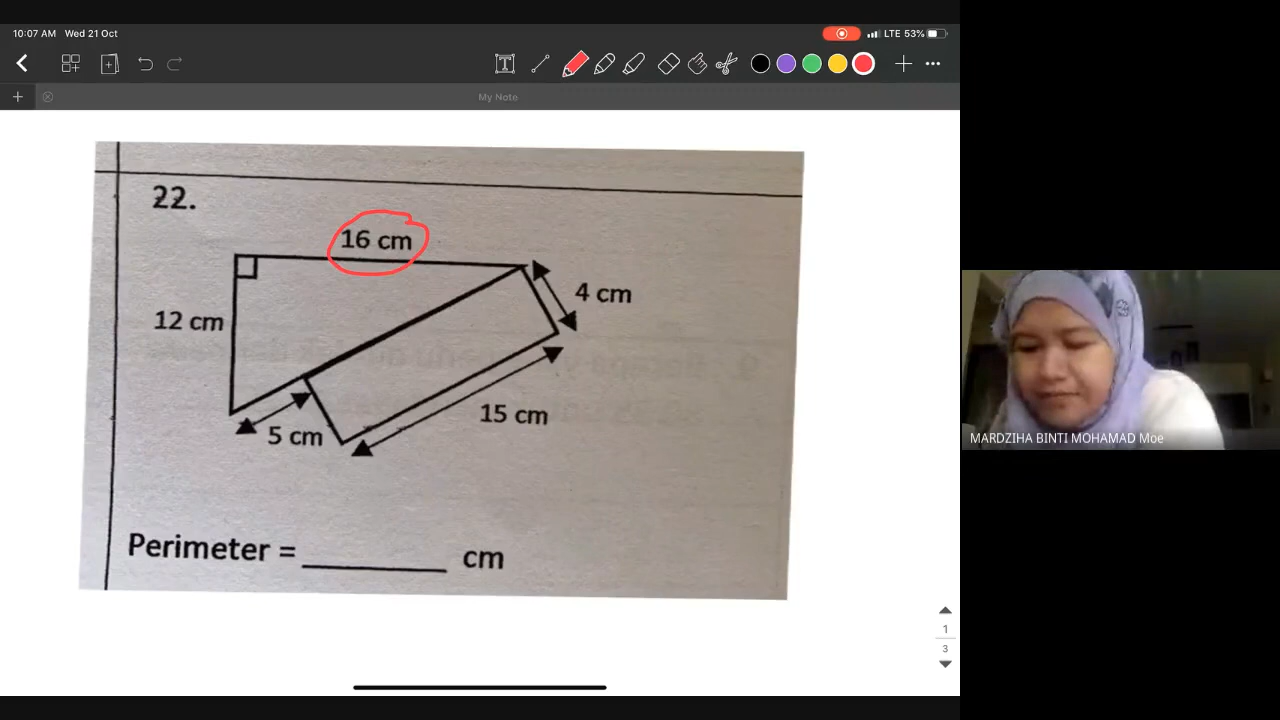 10:07 AM Wed 21 Oct
LTE 53%
My Note
22.
16 cm
4 cm
12 cm
15 cm
5 cm
Perimeter = ________ cm
1
3
MARDZIHA BINTI MOHAMAD Moe